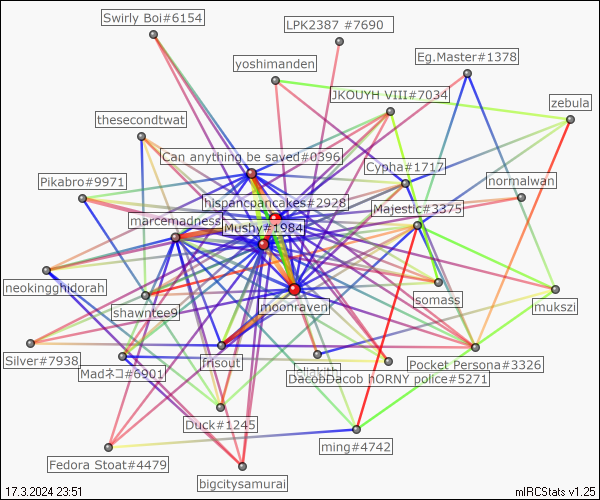 Swirly Boi#6154
LPK2387 #7690
Eg.Master#1378
yoshimanden
JKOUYH VIII#7034
zebula
thesecondtwat
Can anything be saved#0396
Cypha#1717
Pikabro#9971
normalwan
hispancpancakes#2928
Majestic#3375
marcemadness
Mushy#1984
neokingghidorah
somass
mukszi
shawntee9
moonraven
Silver#7938
frisout
Pocket Persona#3326
Madネコ#6901
DacobDacob hORNY police#5271
Duck#1245
ming#4742
Fedora Stoat#4479
bigcitysamurai
17.3.2024 23:51
mIRCStats v1.25